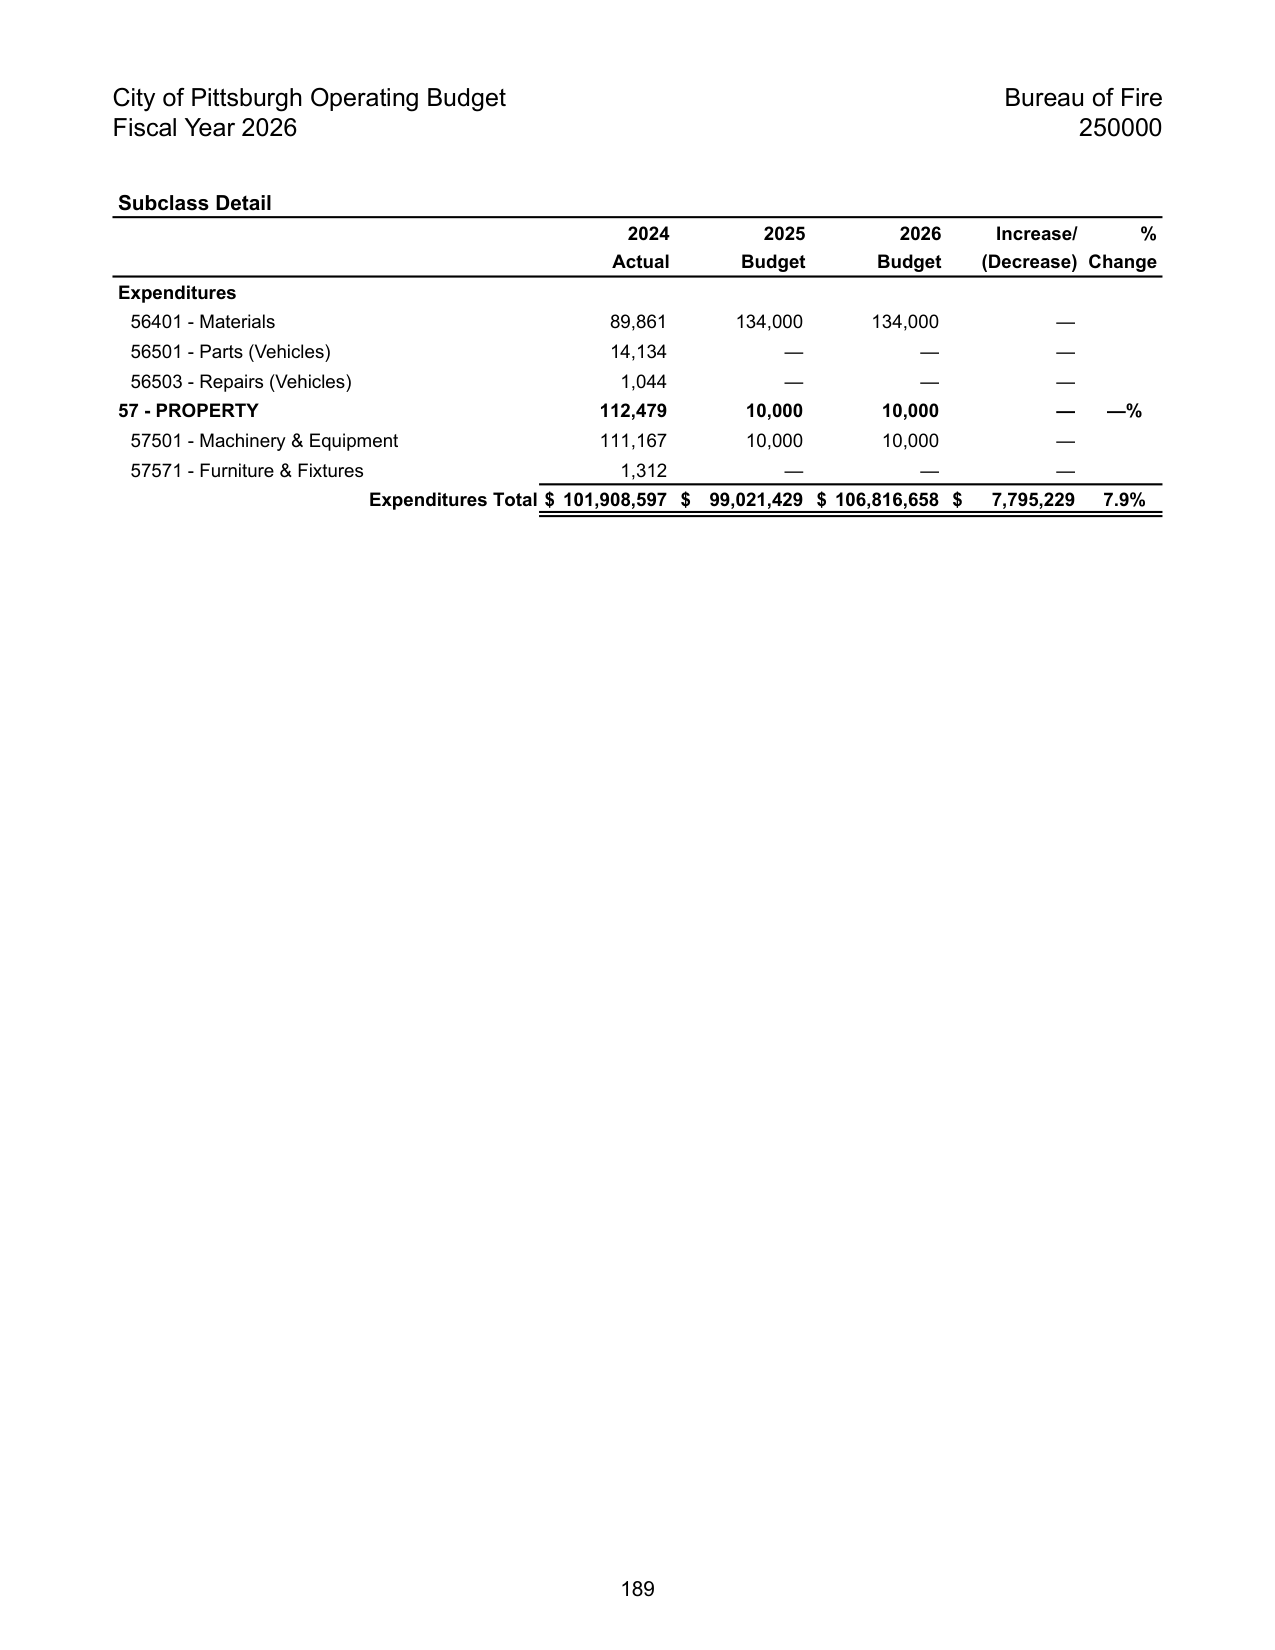 City of Pittsburgh Operating Budget Bureau of Fire
Fiscal Year 2026 250000
Subclass Detail
2024 2025 2026 Increase/ %
Actual Budget Budget (Decrease) Change
Expenditures
56401 - Materials 89,861 134,000 134,000 —
56501 - Parts (Vehicles) 14,134 — — —
56503 - Repairs (Vehicles) 1,044 — — —
57 - PROPERTY 112,479 10,000 10,000 — —%
57501 - Machinery & Equipment 111,167 10,000 10,000 —
57571 - Furniture & Fixtures 1,312 — — —
Expenditures Total $ 101,908,597 $ 99,021,429 $ 106,816,658 $ 7,795,229 7.9%
189